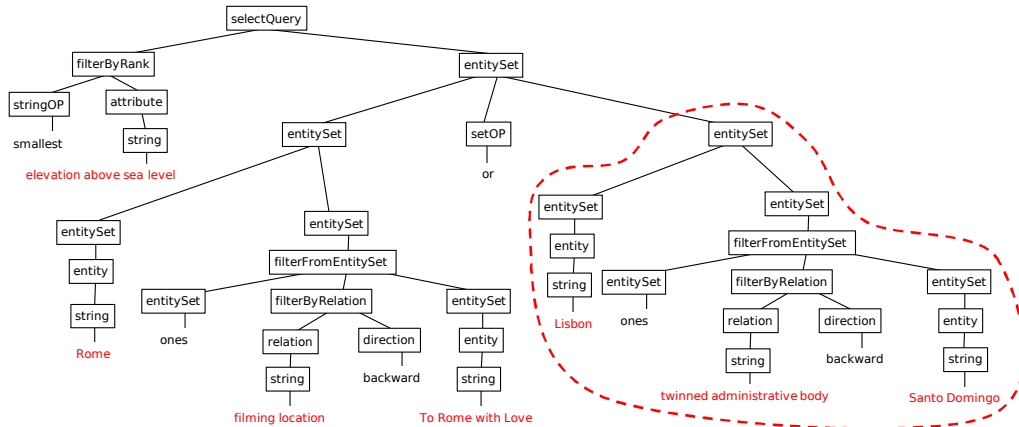 selectQuery
filterByRank
entitySet
stringOP
attribute
smallest
string
elevation above sea level
entitySet
setOP
or
entitySet
entitySet
entity
string
Rome
entitySet
filterFromEntitySet
entitySet
ones
filterByRelation
relation
string
filming location
direction
backward
entitySet
entity
string
To Rome with Love
entitySet
entity
string
Lisbon
entitySet
filterFromEntitySet
entitySet
ones
filterByRelation
relation
string
twinned administrative body
direction
backward
entitySet
entity
string
Santo Domingo